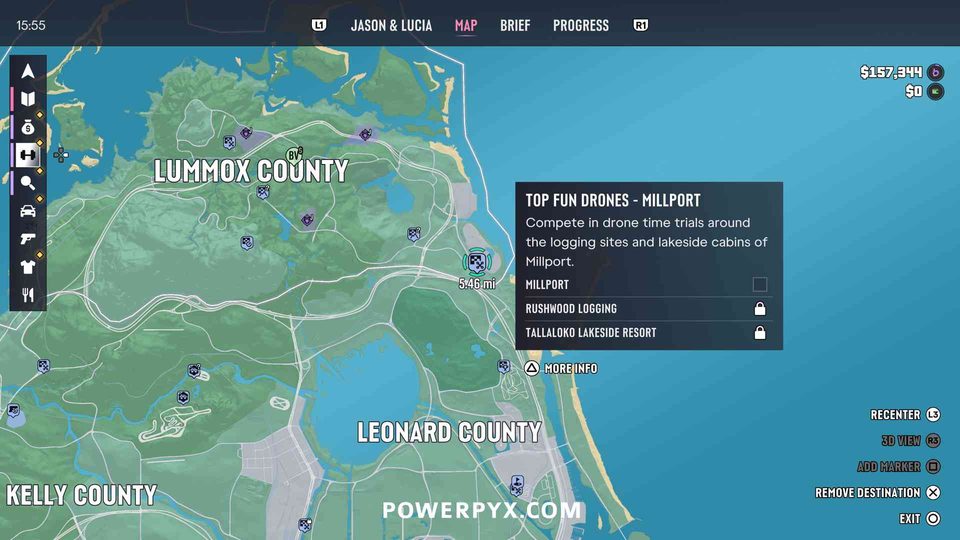 15:55
L1
JASON & LUCIA
MAP
BRIEF
PROGRESS
R1
$157,344
$0
BV
LUMMOX COUNTY
TOP FUN DRONES - MILLPORT
Compete in drone time trials around
the logging sites and lakeside cabins of
Millport.
MILLPORT
RUSHWOOD LOGGING
TALLALOKO LAKESIDE RESORT
5.46 mi
MORE INFO
LEONARD COUNTY
KELLY COUNTY
RECENTER L3
3D VIEW R3
ADD MARKER
REMOVE DESTINATION
EXIT
POWERPYX.COM